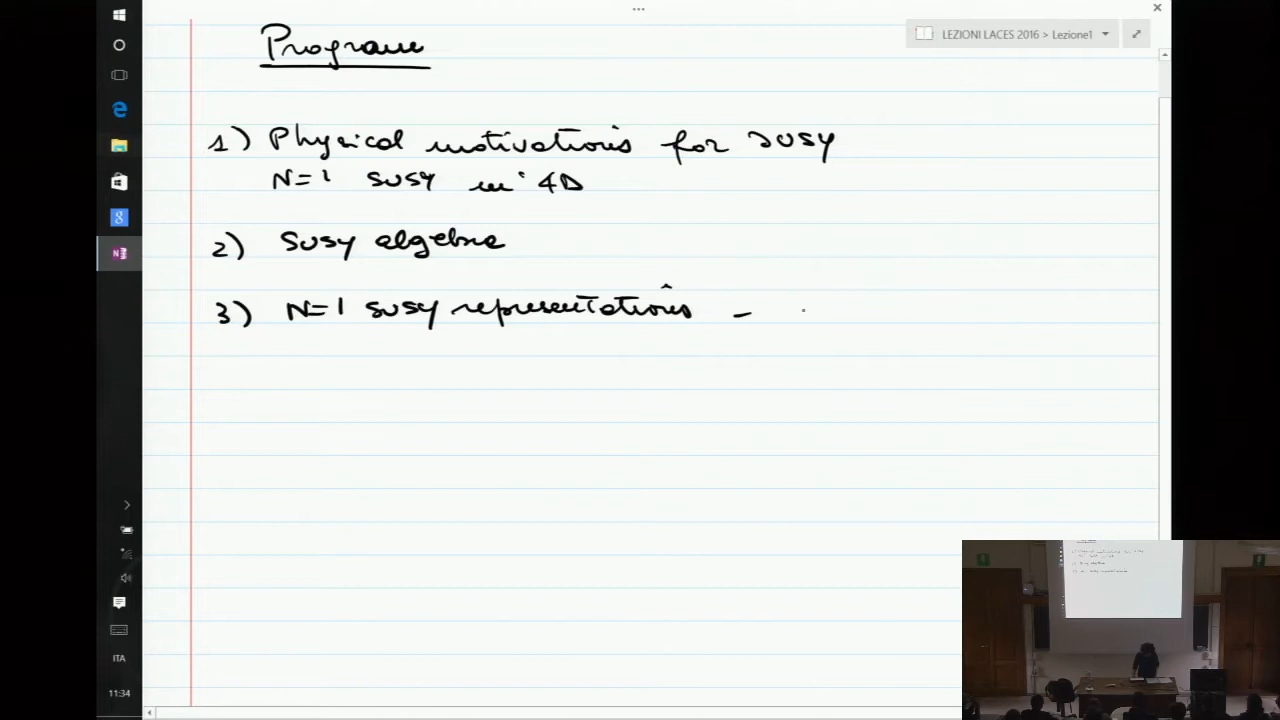 LEZIONI LACES 2016 > Lezione1
Program
1) Physical motivations for SUSY
N=1 SUSY in 4D
2) SUSY algebra
3) N=1 SUSY representations -
ITA
11:34